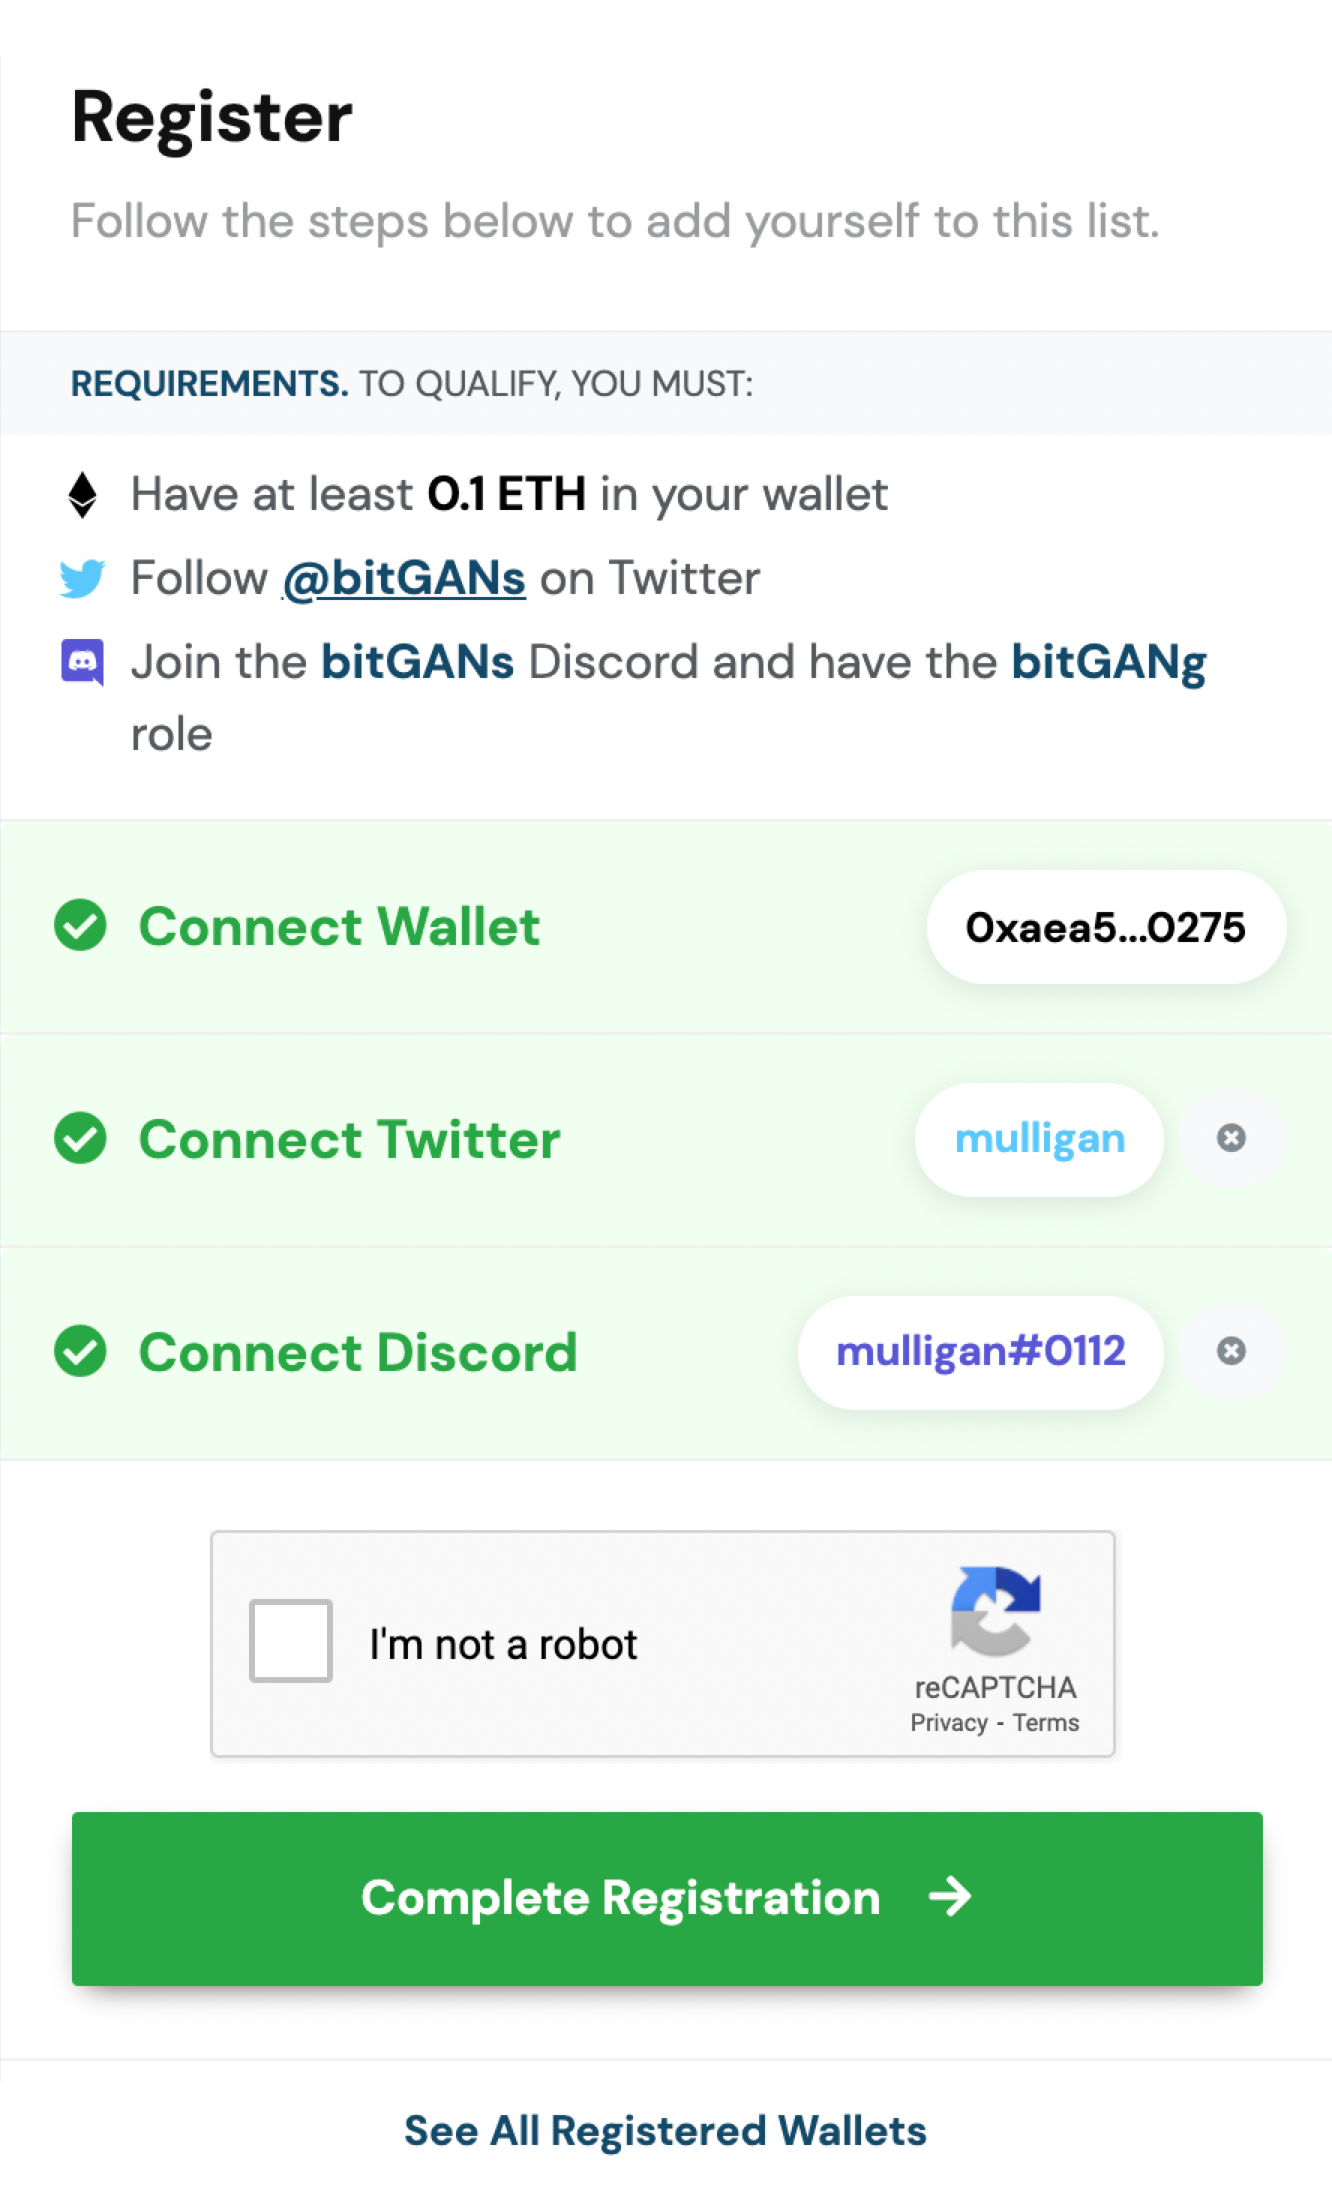 Register
Follow the steps below to add yourself to this list.
REQUIREMENTS. TO QUALIFY, YOU MUST:
Have at least 0.1 ETH in your wallet
Follow @bitGANs on Twitter
Join the bitGANs Discord and have the bitGANg
role
Connect Wallet 0xaea5...0275
Connect Twitter mulligan
Connect Discord mulligan#0112
I'm not a robot
reCAPTCHA
Privacy - Terms
Complete Registration →
See All Registered Wallets